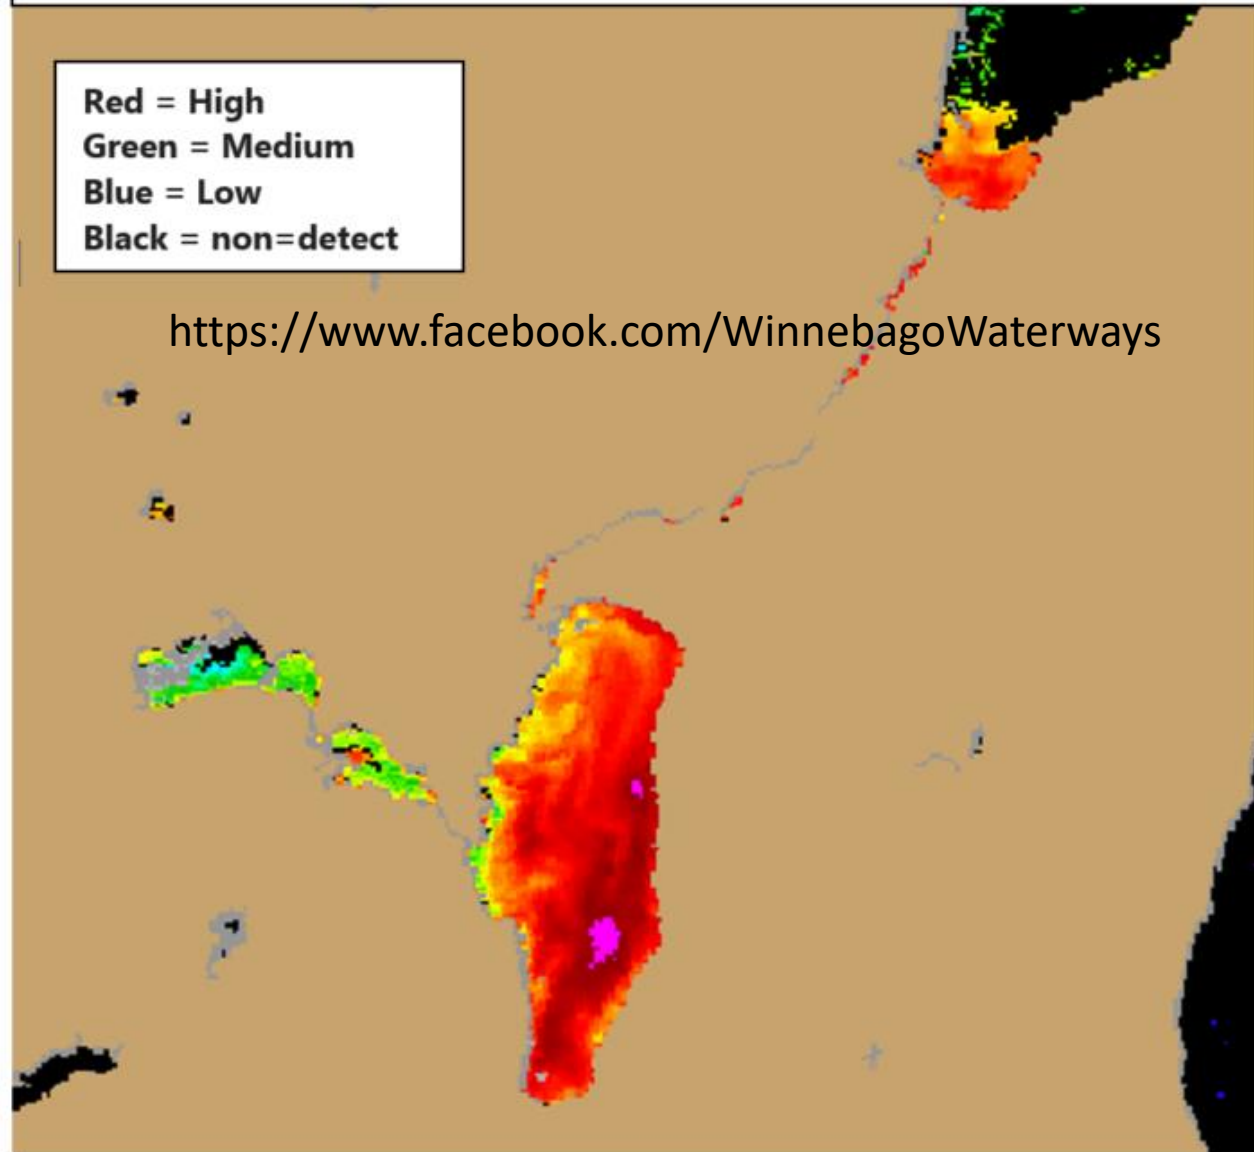 Red = High
Green = Medium
Blue = Low
Black = non=detect
https://www.facebook.com/WinnebagoWaterways